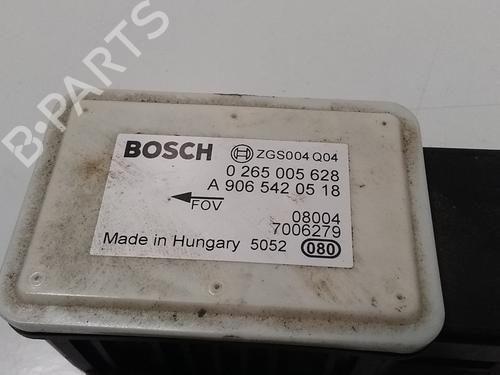 B-PARTS
BOSCH ZGS004 Q04
0 265 005 628
A 906 542 05 18
FOV
08004
7006279
Made in Hungary 5052 080